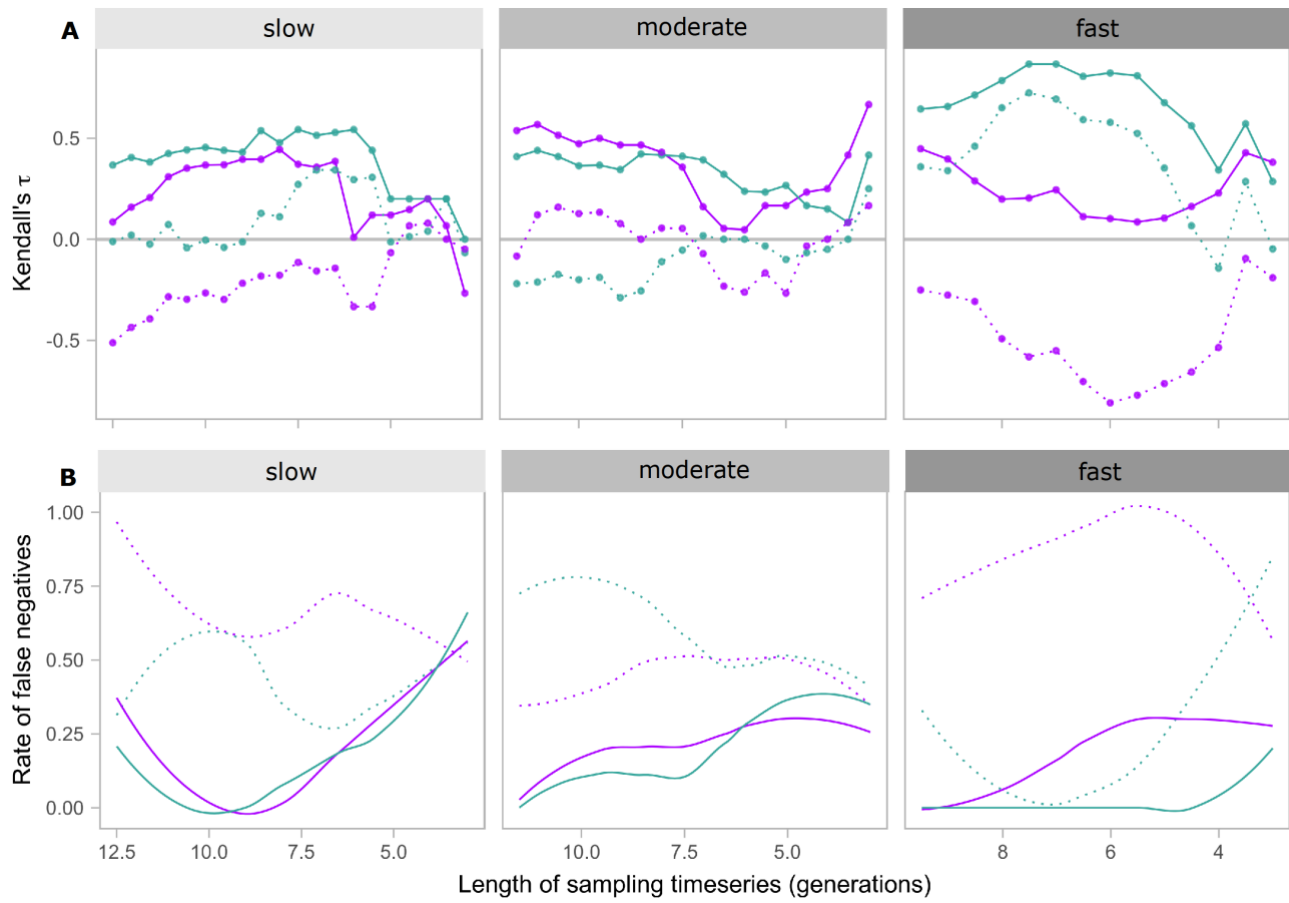 A
slow
moderate
fast
Kendall's τ
0.5
0.0
-0.5
B
slow
moderate
fast
Rate of false negatives
1.00
0.75
0.50
0.25
0.00
12.5 10.0 7.5 5.0
10.0 7.5 5.0
8 6 4
Length of sampling timeseries (generations)